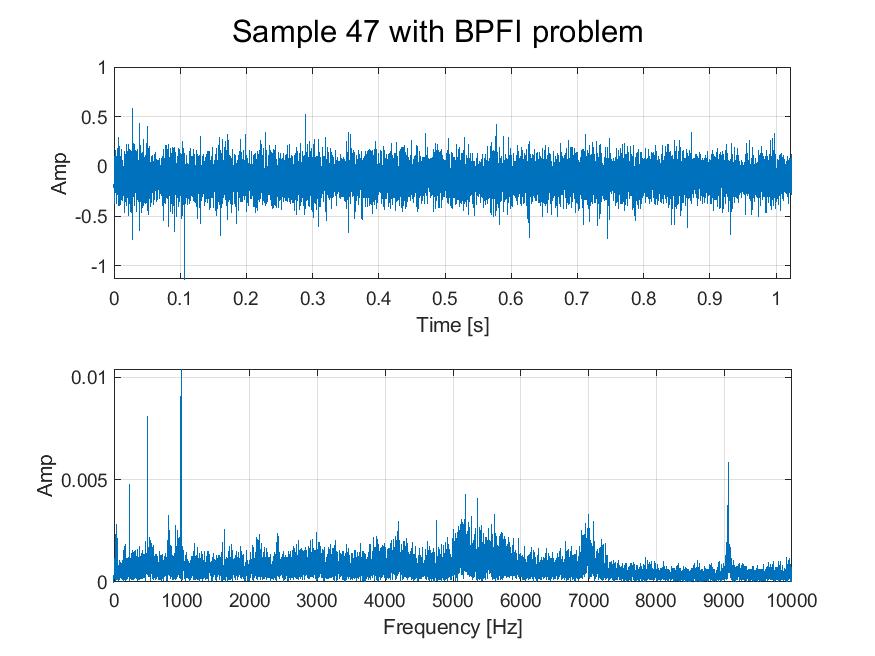 Sample 47 with BPFI problem
1
0.5
0
-0.5
-1
Amp
0 0.1 0.2 0.3 0.4 0.5 0.6 0.7 0.8 0.9 1
Time [s]
0.01
0.005
0
Amp
0 1000 2000 3000 4000 5000 6000 7000 8000 9000 10000
Frequency [Hz]